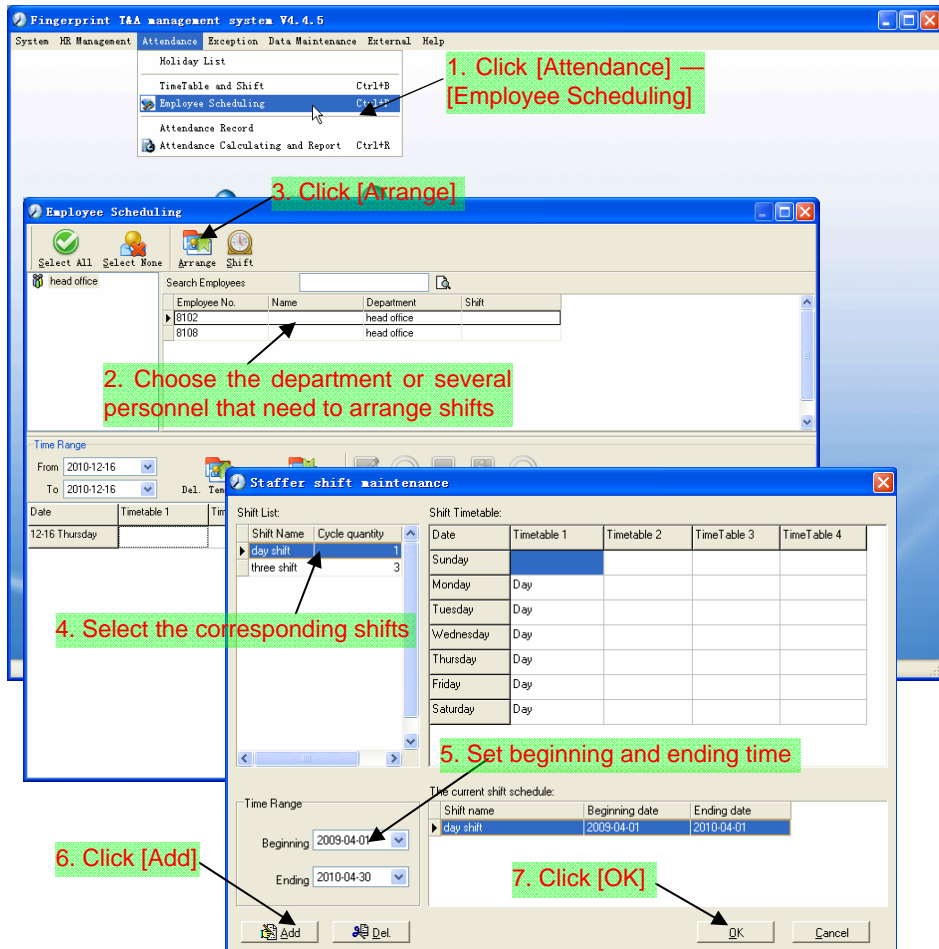 Fingerprint T&A management system V4.4.5
System HR Management Attendance Exception Data Maintenance External Help
Holiday List
TimeTable and Shift Ctrl+B
Employee Scheduling
Attendance Record
Attendance Calculating and Report Ctrl+R
1. Click [Attendance] —
[Employee Scheduling]
3. Click [Arrange]
Employee Scheduling
Select All Select None Arrange Shift
head office
Search Employees
Employee No. Name Department Shift
8102 head office
8108 head office
2. Choose the department or several
personnel that need to arrange shifts
Time Range
From 2010-12-16
To 2010-12-16
Del.
Date Timetable 1
12-16 Thursday
Staffer shift maintenance
Shift List:
Shift Name Cycle quantity
day shift 1
three shift 3
4. Select the corresponding shifts
Shift Timetable:
Date Timetable 1 Timetable 2 TimeTable 3 TimeTable 4
Sunday
Monday Day
Tuesday Day
Wednesday Day
Thursday Day
Friday Day
Saturday Day
5. Set beginning and ending time
Time Range
Beginning 2009-04-01
Ending 2010-04-30
The current shift schedule:
Shift name Beginning date Ending date
day shift 2009-04-01 2010-04-01
6. Click [Add]
7. Click [OK]
Add Del. OK Cancel